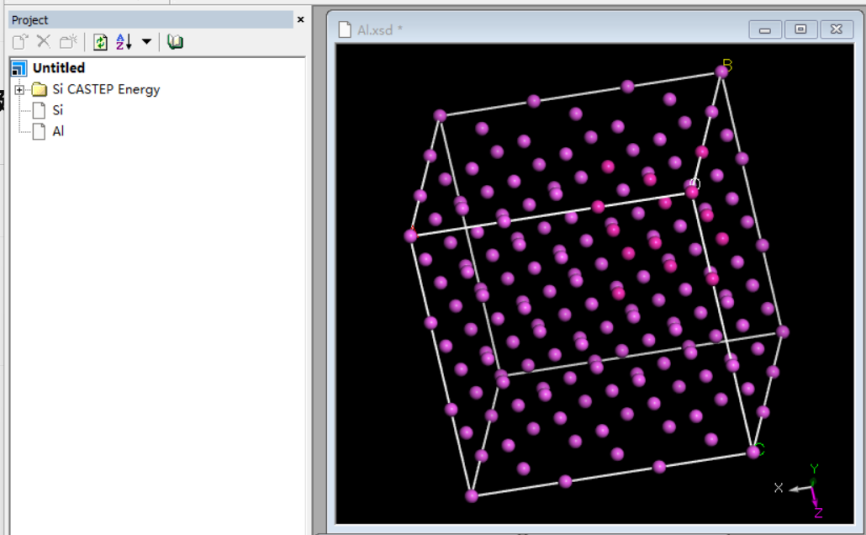 Project
Untitled
Si CASTEP Energy
Si
Al
Al.xsd *
B
O
C
X
Y
Z